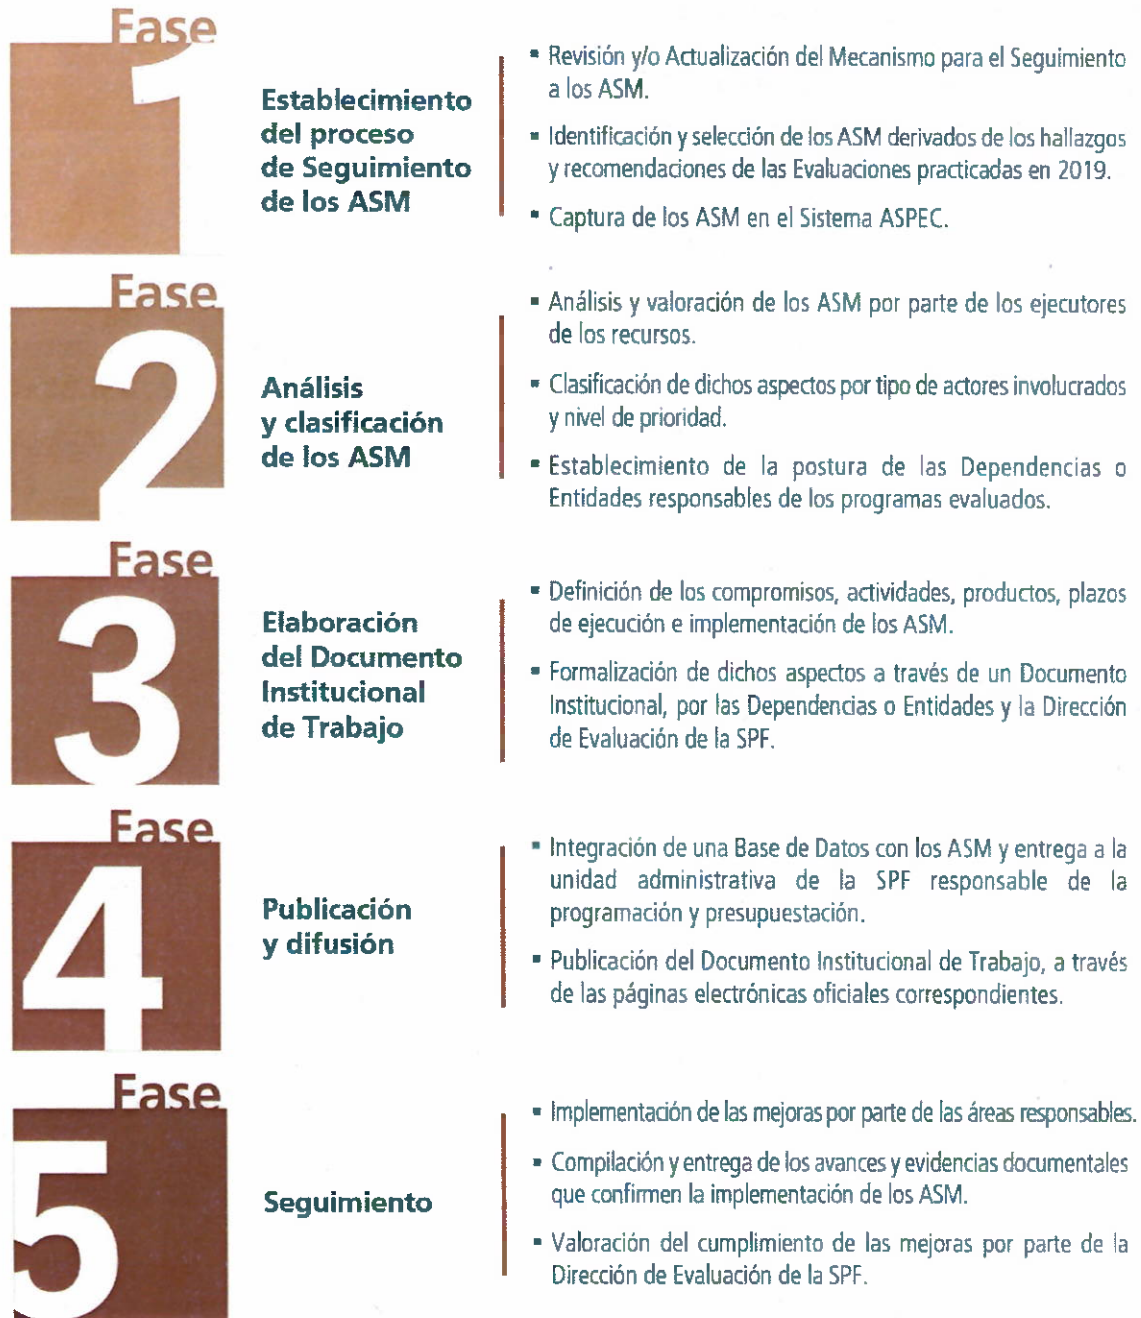 Fase
1
Establecimiento
del proceso
de Seguimiento
de los ASM
▪ Revisión y/o Actualización del Mecanismo para el Seguimiento
a los ASM.
▪ Identificación y selección de los ASM derivados de los hallazgos
y recomendaciones de las Evaluaciones practicadas en 2019.
▪ Captura de los ASM en el Sistema ASPEC.
Fase
2
Análisis
y clasificación
de los ASM
▪ Análisis y valoración de los ASM por parte de los ejecutores
de los recursos.
▪ Clasificación de dichos aspectos por tipo de actores involucrados
y nivel de prioridad.
▪ Establecimiento de la postura de las Dependencias o
Entidades responsables de los programas evaluados.
Fase
3
Elaboración
del Documento
Institucional
de Trabajo
▪ Definición de los compromisos, actividades, productos, plazos
de ejecución e implementación de los ASM.
▪ Formalización de dichos aspectos a través de un Documento
Institucional, por las Dependencias o Entidades y la Dirección
de Evaluación de la SPF.
Fase
4
Publicación
y difusión
▪ Integración de una Base de Datos con los ASM y entrega a la
unidad administrativa de la SPF responsable de la
programación y presupuestación.
▪ Publicación del Documento Institucional de Trabajo, a través
de las páginas electrónicas oficiales correspondientes.
Fase
5
Seguimiento
▪ Implementación de las mejoras por parte de las áreas responsables.
▪ Compilación y entrega de los avances y evidencias documentales
que confirmen la implementación de los ASM.
▪ Valoración del cumplimiento de las mejoras por parte de la
Dirección de Evaluación de la SPF.